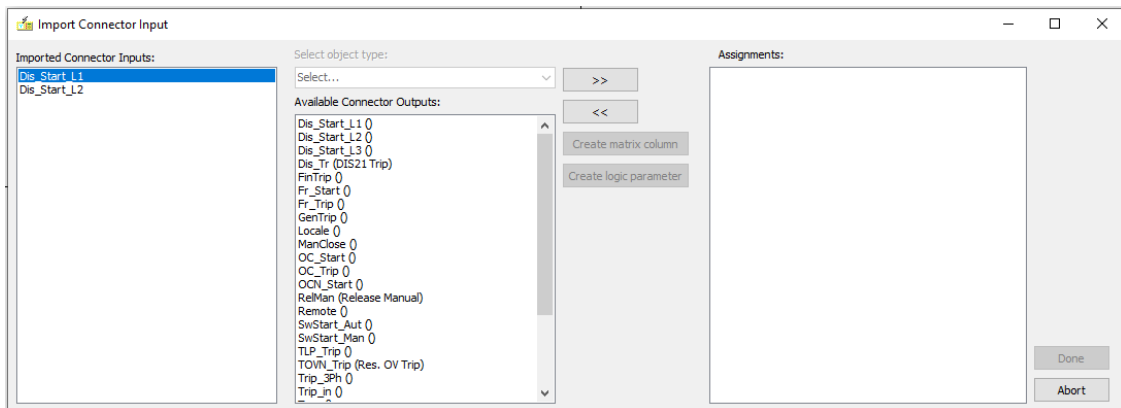 Import Connector Input
Imported Connector Inputs:
Dis_Start_L1
Dis_Start_L2
Select object type:
Select...
Available Connector Outputs:
Dis_Start_L1 ()
Dis_Start_L2 ()
Dis_Start_L3 ()
Dis_Tr (DIS21 Trip)
FinTrip ()
Fr_Start ()
Fr_Trip ()
GenTrip ()
Locale ()
ManClose ()
OC_Start ()
OC_Trip ()
OCN_Start ()
RelMan (Release Manual)
Remote ()
SwStart_Aut ()
SwStart_Man ()
TLP_Trip ()
TOVN_Trip (Res. OV Trip)
Trip_3Ph ()
Trip_in ()
>>
<<
Create matrix column
Create logic parameter
Assignments:
Done
Abort